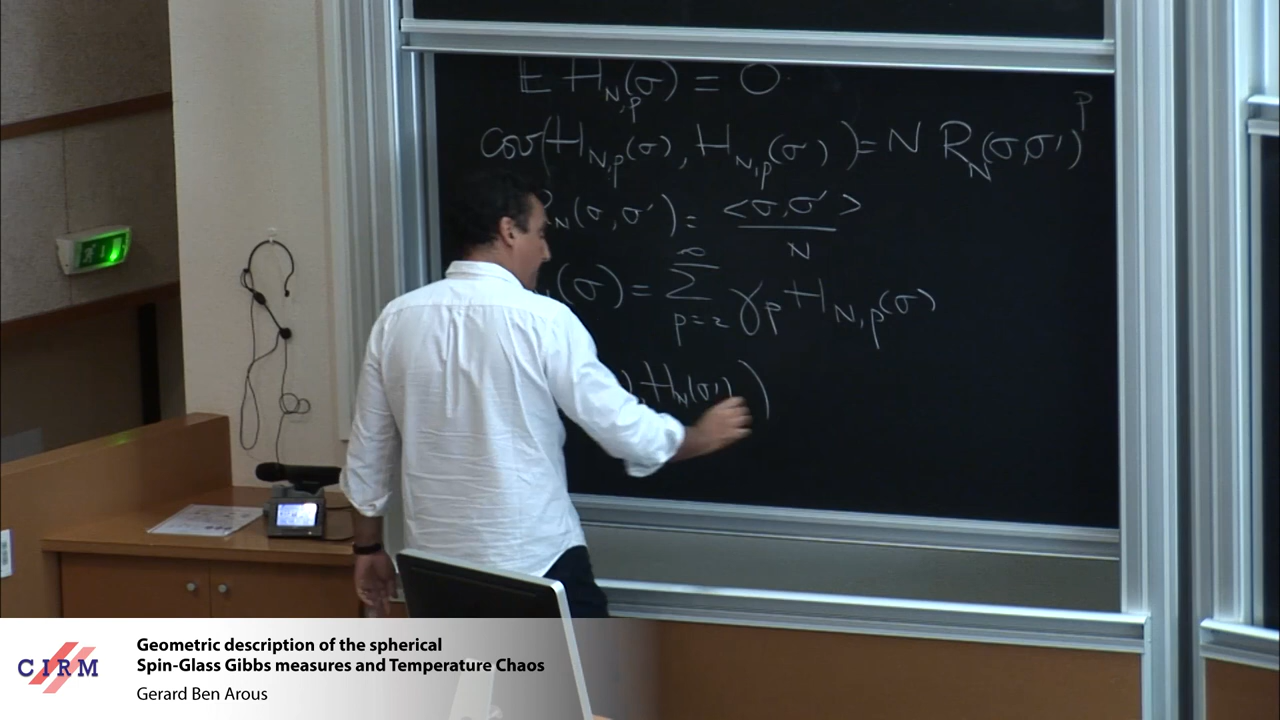 E H_{N,p}(σ) = 0
cov(H_{N,p}(σ), H_{N,p}(σ)) = N R_N(σ,σ')^p
R_N(σ,σ') = <σ,σ'> / N
(σ) = ∑_{p=2}^∞ γ_p H_{N,p}(σ)
), H_N(σ'))
CIRM
Geometric description of the spherical
Spin-Glass Gibbs measures and Temperature Chaos
Gerard Ben Arous